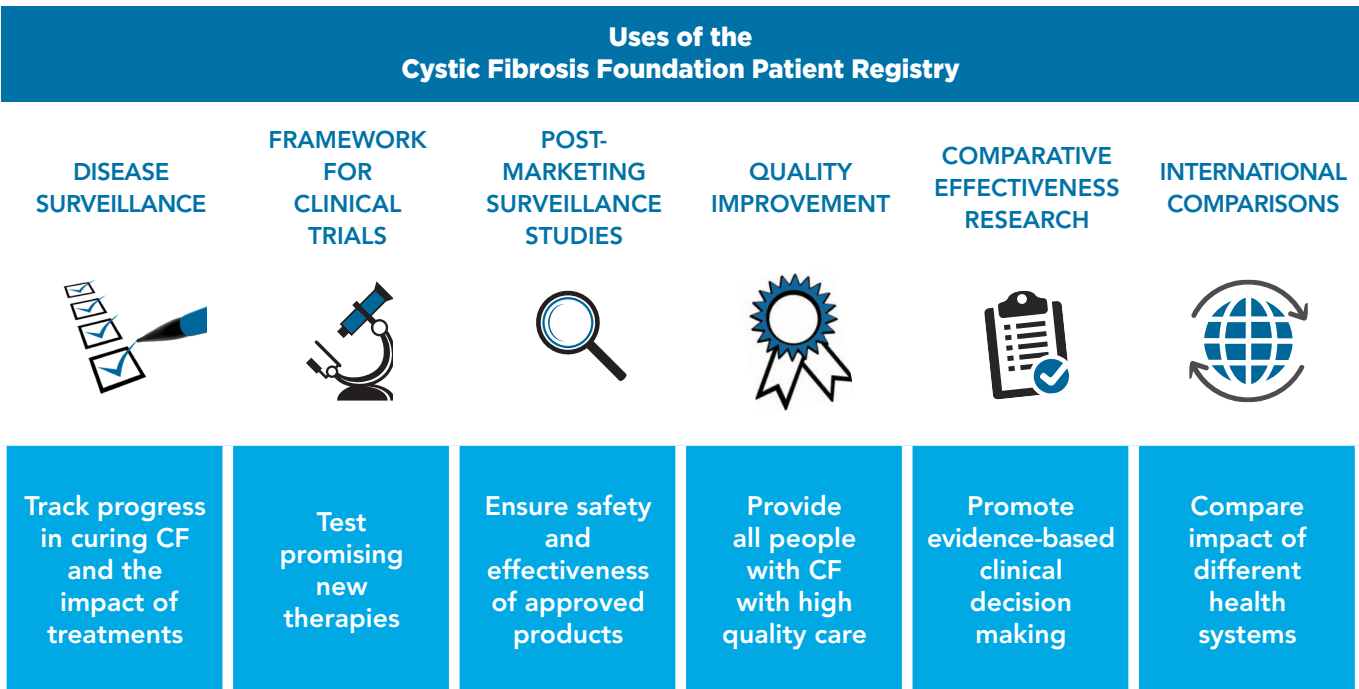 Uses of the
Cystic Fibrosis Foundation Patient Registry
DISEASE
SURVEILLANCE
FRAMEWORK
FOR
CLINICAL
TRIALS
POST-
MARKETING
SURVEILLANCE
STUDIES
QUALITY
IMPROVEMENT
COMPARATIVE
EFFECTIVENESS
RESEARCH
INTERNATIONAL
COMPARISONS
Track progress
in curing CF
and the
impact of
treatments
Test
promising
new
therapies
Ensure safety
and
effectiveness
of approved
products
Provide
all people
with CF
with high
quality care
Promote
evidence-based
clinical
decision
making
Compare
impact of
different
health
systems